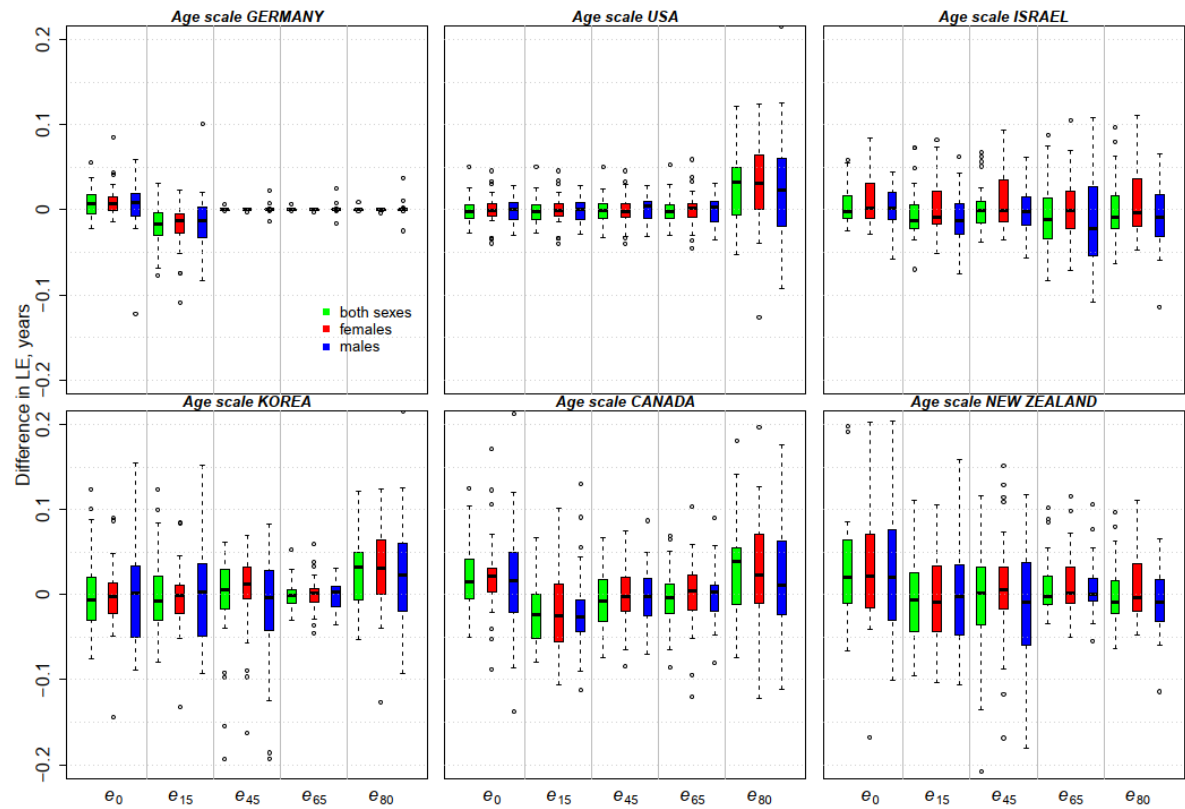 Age scale GERMANY
Age scale USA
Age scale ISRAEL
0.2
0.1
0
−0.1
−0.2
both sexes
females
males
Difference in LE, years
Age scale KOREA
Age scale CANADA
Age scale NEW ZEALAND
0.2
0.1
0
−0.1
−0.2
e0 e15 e45 e65 e80
e0 e15 e45 e65 e80
e0 e15 e45 e65 e80